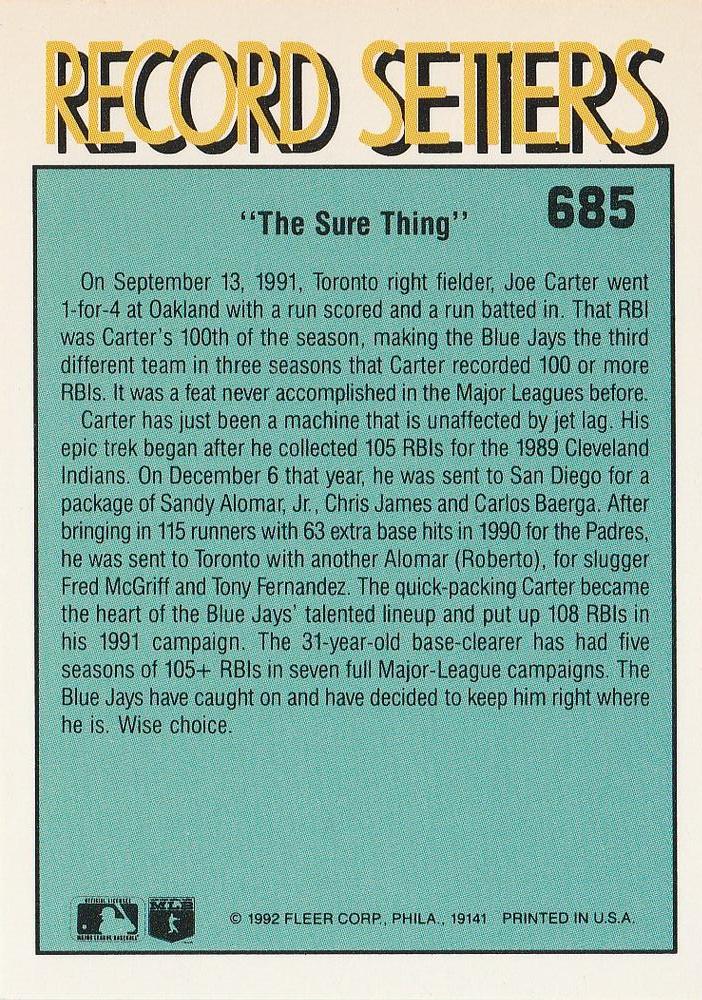 RECORD SETTERS
685
"The Sure Thing"
On September 13, 1991, Toronto right fielder, Joe Carter went
1-for-4 at Oakland with a run scored and a run batted in. That RBI
was Carter's 100th of the season, making the Blue Jays the third
different team in three seasons that Carter recorded 100 or more
RBIs. It was a feat never accomplished in the Major Leagues before.
Carter has just been a machine that is unaffected by jet lag. His
epic trek began after he collected 105 RBIs for the 1989 Cleveland
Indians. On December 6 that year, he was sent to San Diego for a
package of Sandy Alomar, Jr., Chris James and Carlos Baerga. After
bringing in 115 runners with 63 extra base hits in 1990 for the Padres,
he was sent to Toronto with another Alomar (Roberto), for slugger
Fred McGriff and Tony Fernandez. The quick-packing Carter became
the heart of the Blue Jays' talented lineup and put up 108 RBIs in
his 1991 campaign. The 31-year-old base-clearer has had five
seasons of 105+ RBIs in seven full Major-League campaigns. The
Blue Jays have caught on and have decided to keep him right where
he is. Wise choice.
OFFICIAL LICENSEE
MAJOR LEAGUE BASEBALL
© 1992 FLEER CORP., PHILA., 19141 PRINTED IN U.S.A.